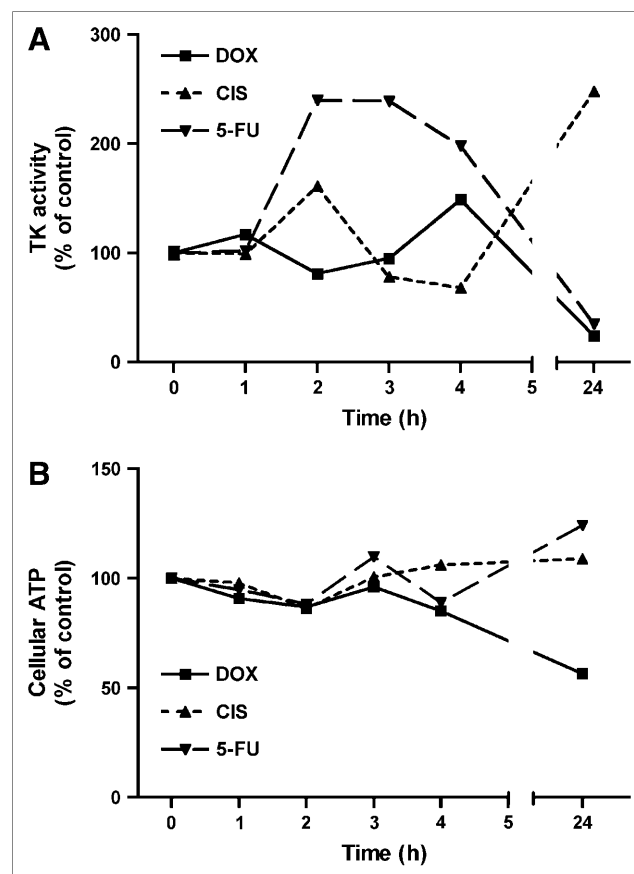 A
300
DOX
CIS
5-FU
200
TK activity
(% of control)
100
0
0 1 2 3 4 5 24
Time (h)
B
150
100
Cellular ATP
(% of control)
50
DOX
CIS
5-FU
0
0 1 2 3 4 5 24
Time (h)